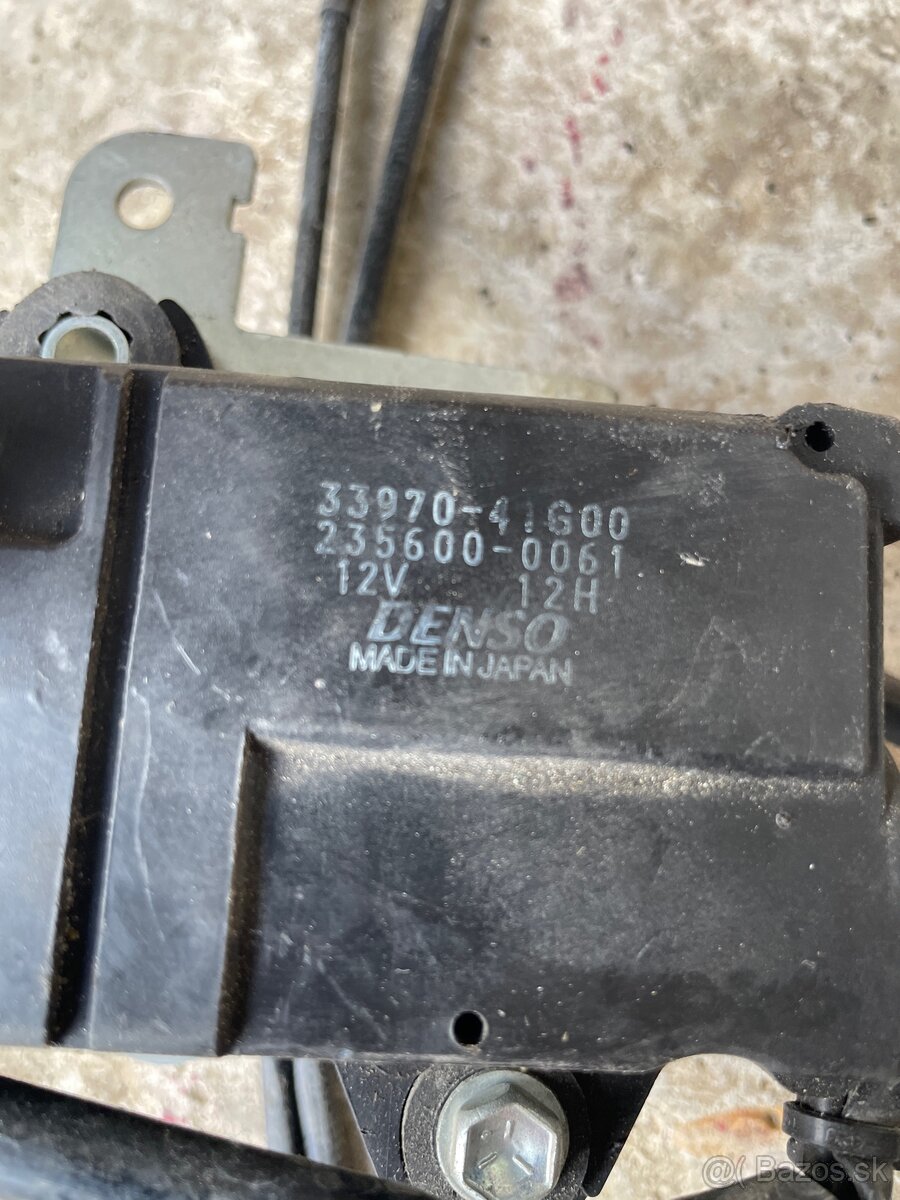 33970-41G00
235600-0061
12V 12H
DENSO
MADE IN JAPAN
@( Bazos.sk